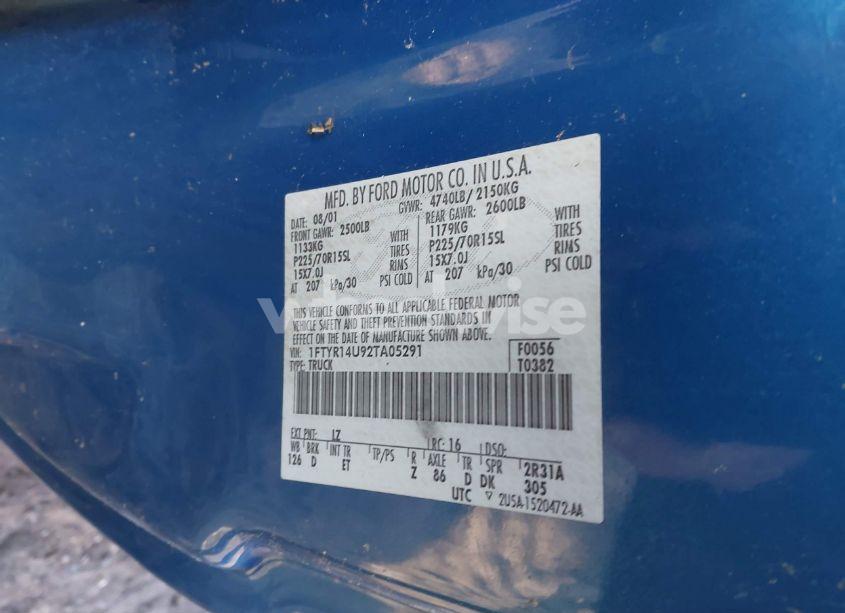 MFD. BY FORD MOTOR CO. IN U.S.A.
DATE: 08/01 GVWR: 4740LB/ 2150KG
FRONT GAWR: 2500LB REAR GAWR: 2600LB
1133KG WITH 1179KG WITH
P225/70R15SL TIRES P225/70R15SL TIRES
15X7.0J RIMS 15X7.0J RIMS
AT 207 kPa/30 PSI COLD AT 207 kPa/30 PSI COLD
THIS VEHICLE CONFORMS TO ALL APPLICABLE FEDERAL MOTOR
VEHICLE SAFETY AND THEFT PREVENTION STANDARDS IN
EFFECT ON THE DATE OF MANUFACTURE SHOWN ABOVE.
VIN: 1FTYR14U92TA05291 F0056
TYPE: TRUCK T0382
EXT PNT: LZ RC: 16 DSO:
WB BRK INT TR TP/PS R AXLE TR SPR 2R31A
126 D ET Z 86 D DK 305
UTC ▽ 2USA-1520472-AA